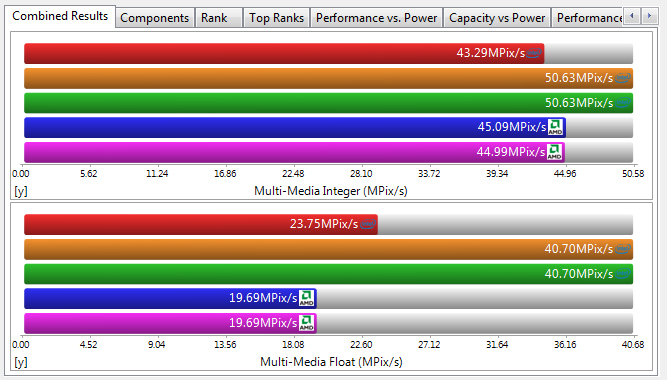 Combined Results Components Rank Top Ranks Performance vs. Power Capacity vs Power Performance
43.29MPix/s
50.63MPix/s
50.63MPix/s
45.09MPix/s AMD
44.99MPix/s AMD
0.00 5.62 11.24 16.86 22.48 28.10 33.72 39.34 44.96 50.58
[y] Multi-Media Integer (MPix/s)
23.75MPix/s
40.70MPix/s
40.70MPix/s
19.69MPix/s AMD
19.69MPix/s AMD
0.00 4.52 9.04 13.56 18.08 22.60 27.12 31.64 36.16 40.68
[y] Multi-Media Float (MPix/s)